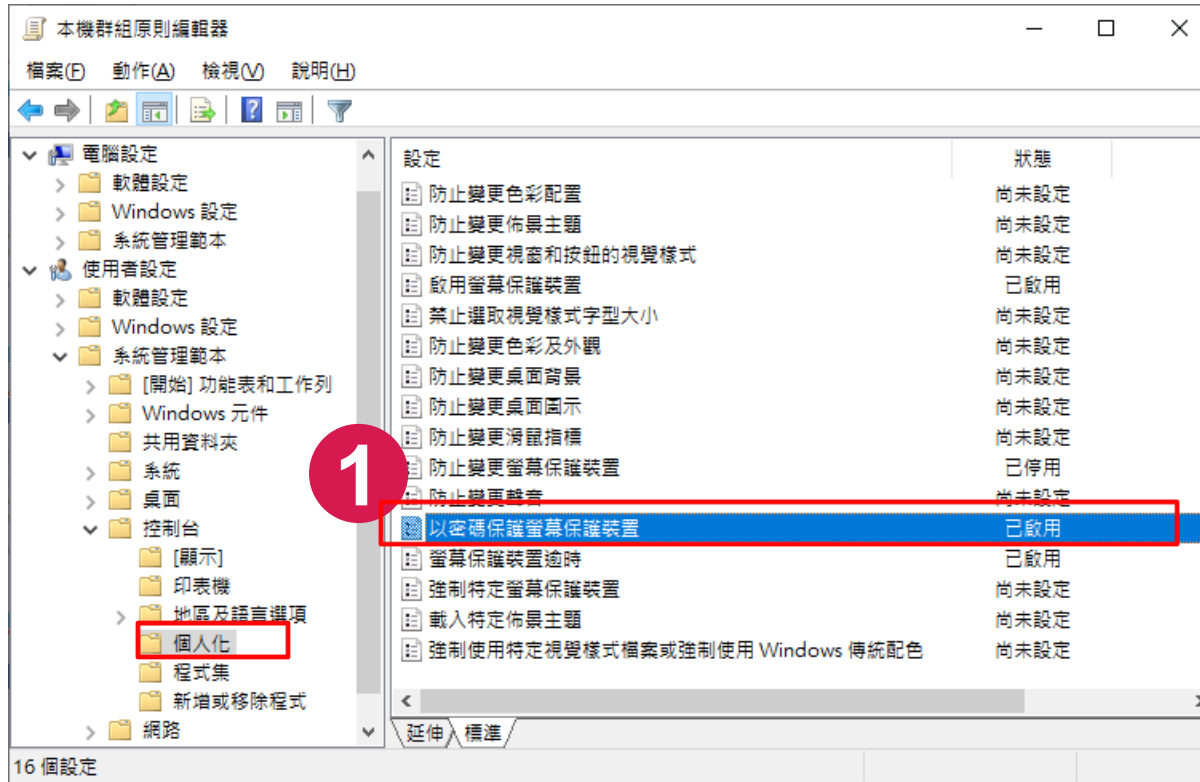 本機群組原則編輯器
檔案(F) 動作(A) 檢視(V) 說明(H)
電腦設定
軟體設定
Windows 設定
系統管理範本
使用者設定
軟體設定
Windows 設定
系統管理範本
[開始] 功能表和工作列
Windows 元件
共用資料夾
系統
桌面
控制台
[顯示]
印表機
地區及語言選項
個人化
程式集
新增或移除程式
網路
1
設定 狀態
防止變更色彩配置 尚未設定
防止變更佈景主題 尚未設定
防止變更視窗和按鈕的視覺樣式 尚未設定
啟用螢幕保護裝置 已啟用
禁止選取視覺樣式字型大小 尚未設定
防止變更色彩及外觀 尚未設定
防止變更桌面背景 尚未設定
防止變更桌面圖示 尚未設定
防止變更滑鼠指標 尚未設定
防止變更螢幕保護裝置 已停用
防止變更聲音 尚未設定
以密碼保護螢幕保護裝置 已啟用
螢幕保護裝置逾時 已啟用
強制特定螢幕保護裝置 尚未設定
載入特定佈景主題 尚未設定
強制使用特定視覺樣式檔案或強制使用 Windows 傳統配色 尚未設定
延伸 標準
16 個設定